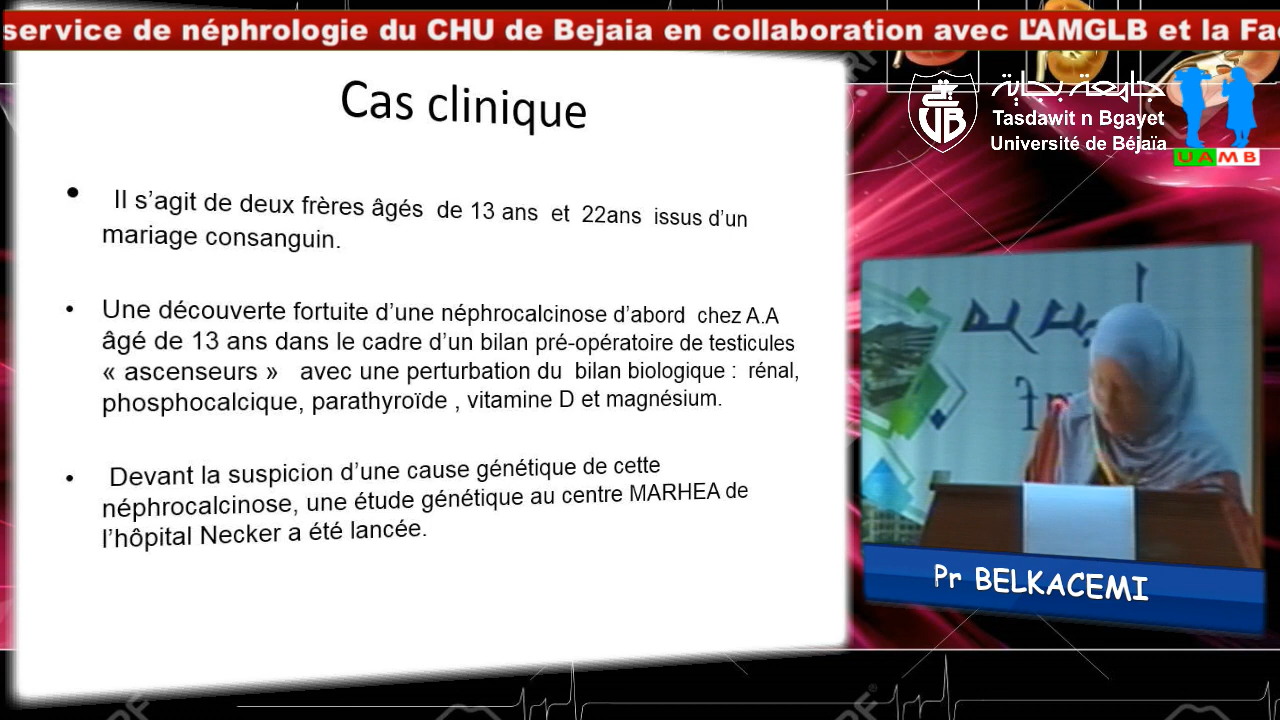 service de néphrologie du CHU de Bejaia en collaboration avec L'AMGLB et la Fac
Cas clinique
جامعة بجاية
Tasdawit n Bgayet
Université de Béjaïa
UAMB
• Il s'agit de deux frères âgés de 13 ans et 22ans issus d'un
mariage consanguin.
• Une découverte fortuite d'une néphrocalcinose d'abord chez A.A
âgé de 13 ans dans le cadre d'un bilan pré-opératoire de testicules
« ascenseurs » avec une perturbation du bilan biologique : rénal,
phosphocalcique, parathyroïde , vitamine D et magnésium.
• Devant la suspicion d'une cause génétique de cette
néphrocalcinose, une étude génétique au centre MARHEA de
l'hôpital Necker a été lancée.
Pr BELKACEMI